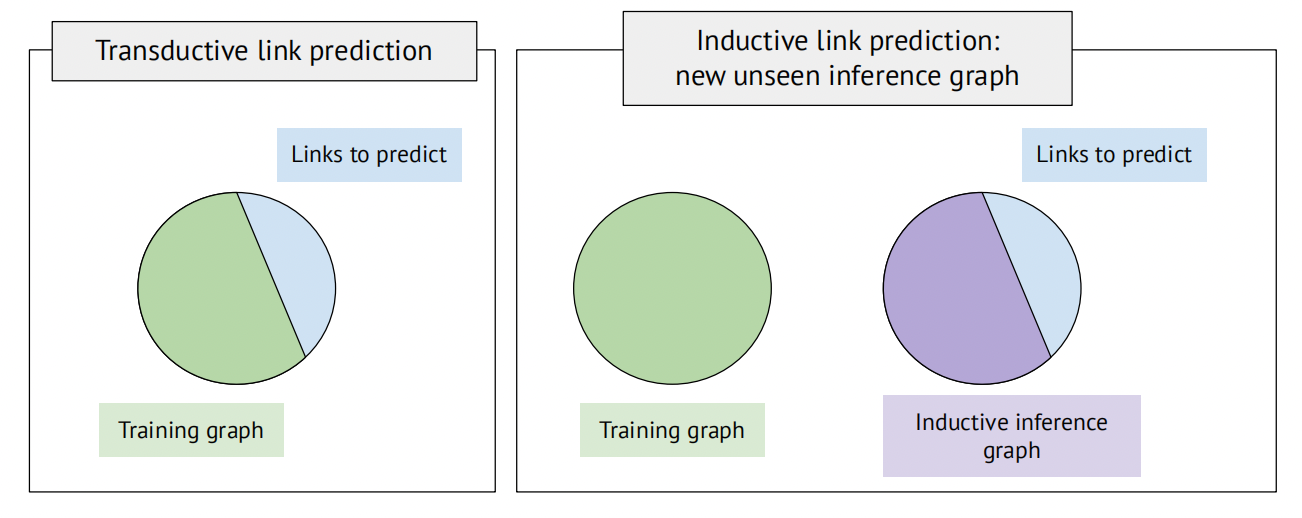 Transductive link prediction
Links to predict
Training graph
Inductive link prediction:
new unseen inference graph
Links to predict
Training graph
Inductive inference
graph